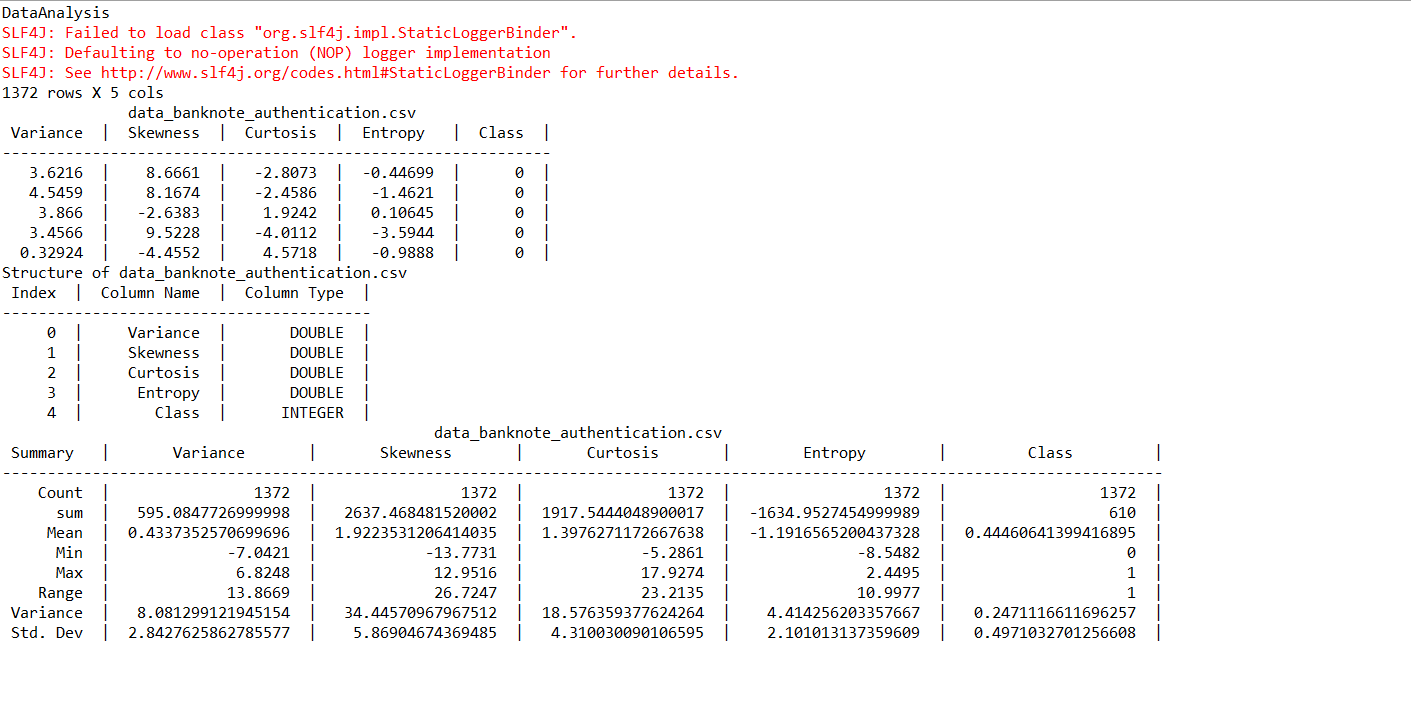 DataAnalysis
SLF4J: Failed to load class "org.slf4j.impl.StaticLoggerBinder".
SLF4J: Defaulting to no-operation (NOP) logger implementation
SLF4J: See http://www.slf4j.org/codes.html#StaticLoggerBinder for further details.
1372 rows X 5 cols
              data_banknote_authentication.csv
 Variance  |  Skewness  |  Curtosis  |  Entropy   |  Class  |
-------------------------------------------------------------
   3.6216  |    8.6661  |   -2.8073  |  -0.44699  |      0  |
   4.5459  |    8.1674  |   -2.4586  |   -1.4621  |      0  |
    3.866  |   -2.6383  |    1.9242  |   0.10645  |      0  |
   3.4566  |    9.5228  |   -4.0112  |   -3.5944  |      0  |
  0.32924  |   -4.4552  |    4.5718  |   -0.9888  |      0  |
Structure of data_banknote_authentication.csv
 Index  |  Column Name  |  Column Type  |
-----------------------------------------
     0  |     Variance  |       DOUBLE  |
     1  |     Skewness  |       DOUBLE  |
     2  |     Curtosis  |       DOUBLE  |
     3  |      Entropy  |       DOUBLE  |
     4  |        Class  |      INTEGER  |
                                                data_banknote_authentication.csv
 Summary   |       Variance       |       Skewness       |       Curtosis       |        Entropy        |         Class         |
---------------------------------------------------------------------------------------------------------------------------------
    Count  |                1372  |                1372  |                1372  |                 1372  |                 1372  |
      sum  |   595.0847726999998  |   2637.468481520002  |  1917.5444048900017  |  -1634.9527454999989  |                  610  |
     Mean  |  0.4337352570699696  |  1.9223531206414035  |  1.3976271172667638  |  -1.1916565200437328  |  0.44460641399416895  |
      Min  |             -7.0421  |            -13.7731  |             -5.2861  |              -8.5482  |                    0  |
      Max  |              6.8248  |             12.9516  |             17.9274  |               2.4495  |                    1  |
    Range  |             13.8669  |             26.7247  |             23.2135  |              10.9977  |                    1  |
 Variance  |   8.081299121945154  |   34.44570967967512  |  18.576359377624264  |    4.414256203357667  |   0.2471116611696257  |
 Std. Dev  |  2.8427625862785577  |    5.86904674369485  |   4.310030090106595  |    2.101013137359609  |   0.4971032701256608  |